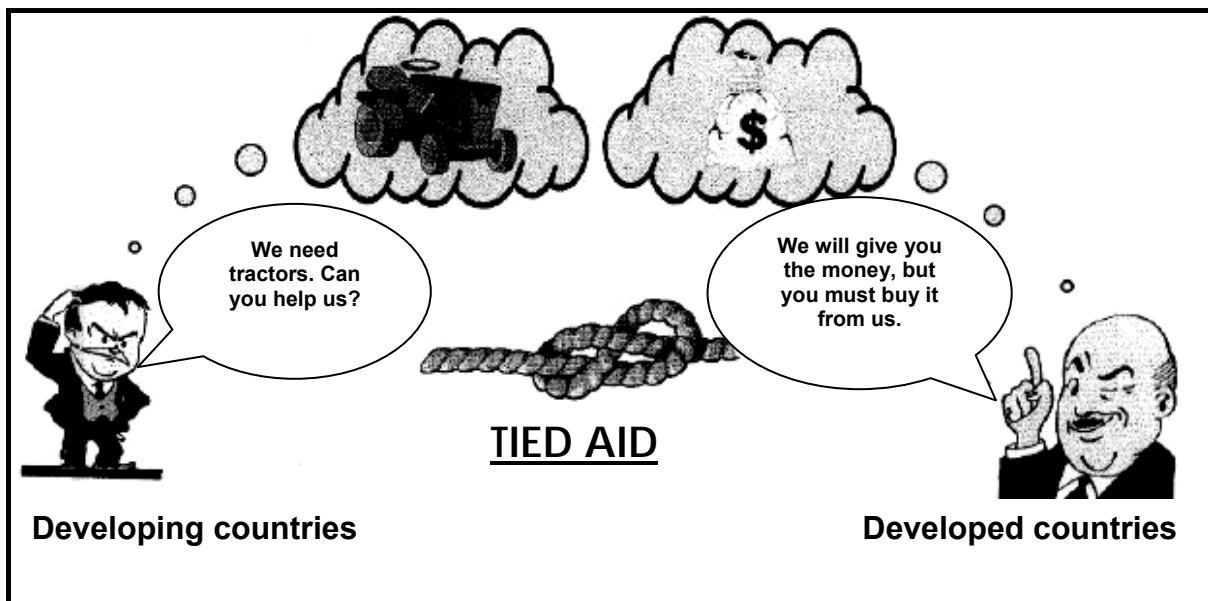 $
We need
tractors. Can
you help us?
We will give you
the money, but
you must buy it
from us.
TIED AID
Developing countries
Developed countries